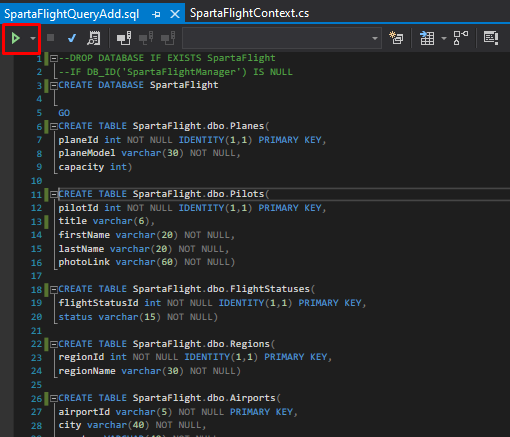 SpartaFlightQueryAdd.sql SpartaFlightContext.cs
1 --DROP DATABASE IF EXISTS SpartaFlight
2 --IF DB_ID('SpartaFlightManager') IS NULL
3 CREATE DATABASE SpartaFlight
4
5 GO
6 CREATE TABLE SpartaFlight.dbo.Planes(
7 planeId int NOT NULL IDENTITY(1,1) PRIMARY KEY,
8 planeModel varchar(30) NOT NULL,
9 capacity int)
10
11 CREATE TABLE SpartaFlight.dbo.Pilots(
12 pilotId int NOT NULL IDENTITY(1,1) PRIMARY KEY,
13 title varchar(6),
14 firstName varchar(20) NOT NULL,
15 lastName varchar(20) NOT NULL,
16 photoLink varchar(60) NOT NULL)
17
18 CREATE TABLE SpartaFlight.dbo.FlightStatuses(
19 flightStatusId int NOT NULL IDENTITY(1,1) PRIMARY KEY,
20 status varchar(15) NOT NULL)
21
22 CREATE TABLE SpartaFlight.dbo.Regions(
23 regionId int NOT NULL IDENTITY(1,1) PRIMARY KEY,
24 regionName varchar(30) NOT NULL)
25
26 CREATE TABLE SpartaFlight.dbo.Airports(
27 airportId varchar(5) NOT NULL PRIMARY KEY,
28 city varchar(40) NOT NULL,